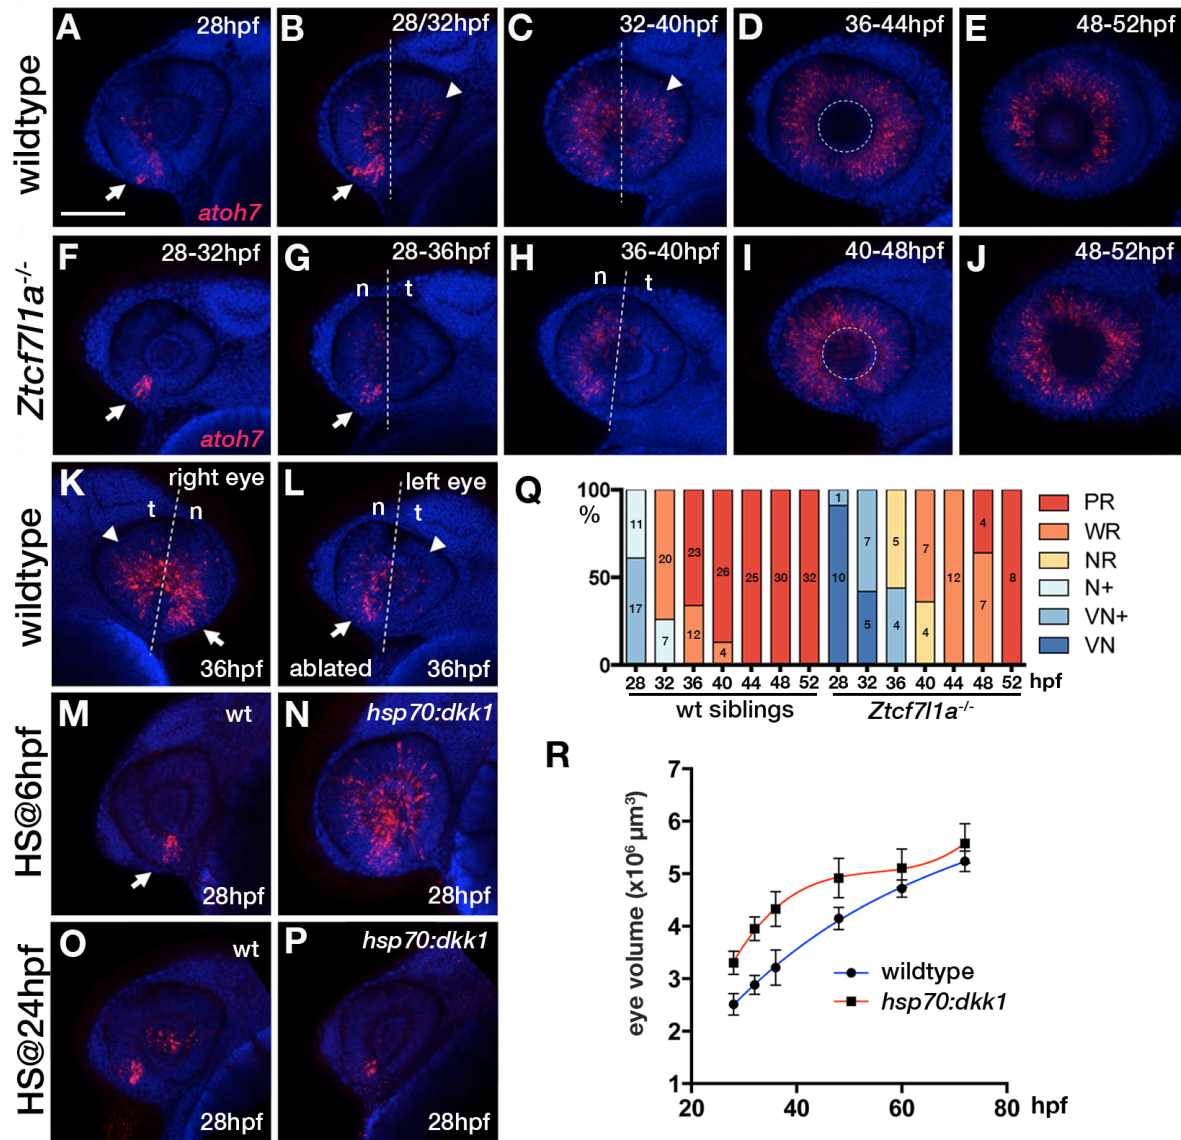 wildtype
A 28hpf
atoh7
B 28/32hpf
C 32-40hpf
D 36-44hpf
E 48-52hpf
Ztcf7l1a-/-
F 28-32hpf
atoh7
G 28-36hpf
n t
H 36-40hpf
n t
I 40-48hpf
J 48-52hpf
wildtype
K right eye
t n
36hpf
L left eye
n t
ablated 36hpf
HS@6hpf
M wt
28hpf
N hsp70:dkk1
28hpf
HS@24hpf
O wt
28hpf
P hsp70:dkk1
28hpf
Q
100
%
50
0
11
17
20
7
23
12
26
4
25
30
32
1
10
7
5
5
4
7
4
12
4
7
8
28 32 36 40 44 48 52 28 32 36 40 44 48 52 hpf
wt siblings Ztcf7l1a-/-
PR
WR
NR
N+
VN+
VN
R
eye volume (x10⁶ µm³)
7
6
5
4
3
2
1
wildtype
hsp70:dkk1
20 40 60 80 hpf